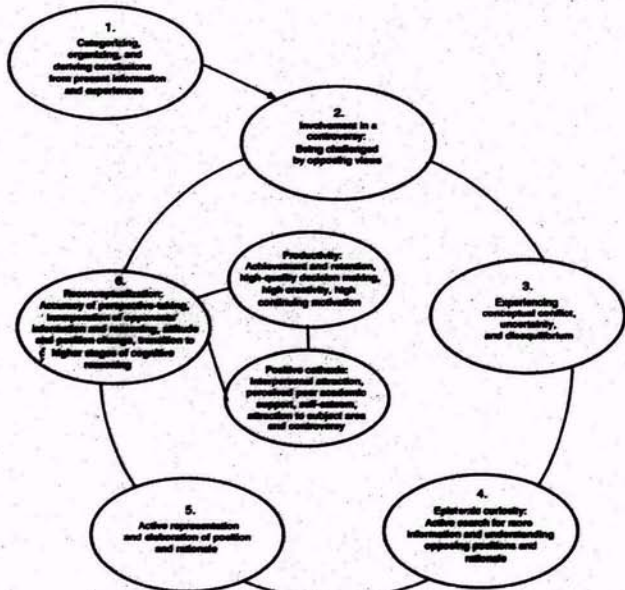 1.
Categorizing,
organizing, and
deriving conclusions
from present information
and experiences
2.
Involvement in a
controversy:
Being challenged
by opposing views
3.
Experiencing
conceptual conflict,
uncertainty,
and disequilibrium
4.
Epistemic curiosity:
Active search for more
information and understanding
opposing positions and
rationale
5.
Active representation
and elaboration of position
and rationale
6.
Reconceptualization:
Accuracy of perspective-taking,
incorporation of opponents'
information and reasoning, attitude
and position change, transition to
higher stages of cognitive
reasoning
Productivity:
Achievement and retention,
high-quality decision making,
high creativity, high
continuing motivation
Positive cathexis:
Interpersonal attraction,
perceived peer academic
support, self-esteem,
attraction to subject area
and controversy